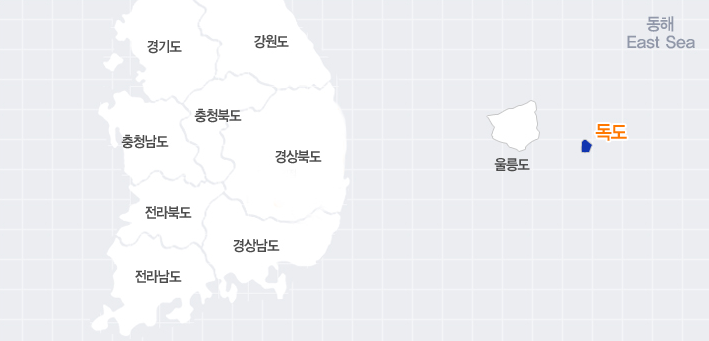 동해
East Sea
경기도
강원도
충청북도
독도
충청남도
경상북도
울릉도
전라북도
경상남도
전라남도